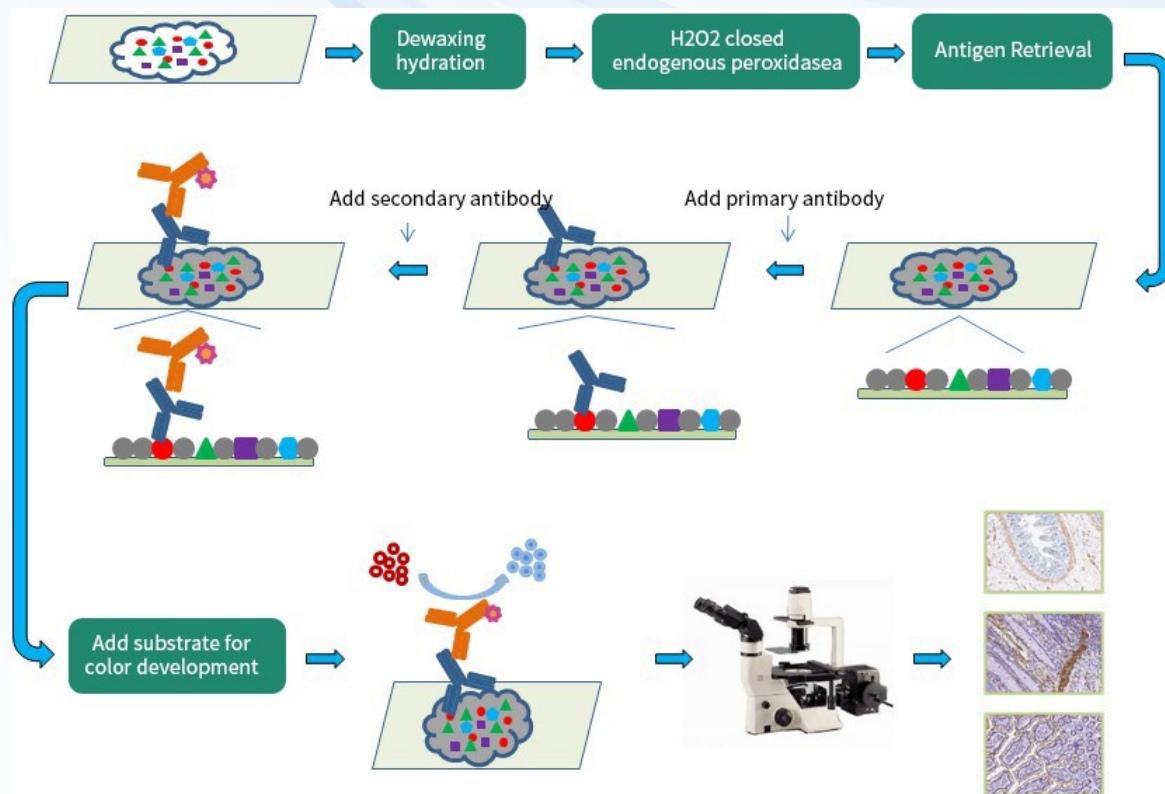 Dewaxing
hydration
H2O2 closed
endogenous peroxidasea
Antigen Retrieval
Add secondary antibody
Add primary antibody
Add substrate for
color development